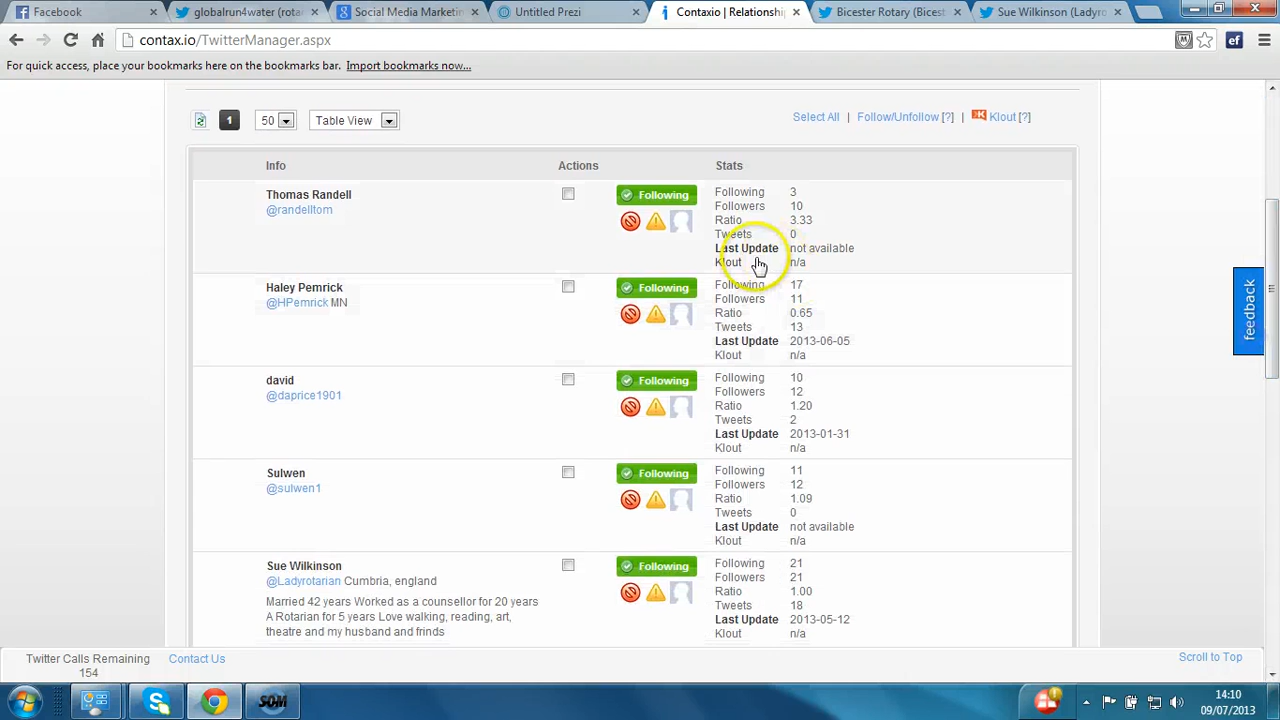 Facebook
globalrun4water (rota
Social Media Marketin
Untitled Prezi
Contaxio | Relationshi
Bicester Rotary (Bicest
Sue Wilkinson (Ladyro
contax.io/TwitterManager.aspx
For quick access, place your bookmarks here on the bookmarks bar. Import bookmarks now...
1 50 Table View Select All | Follow/Unfollow [?] | Klout [?]
Info Actions Stats
Thomas Randell
@randelltom
Following
Following 3
Followers 10
Ratio 3.33
Tweets 0
Last Update not available
Klout n/a
Haley Pemrick
@HPemrick MN
Following
Following 17
Followers 11
Ratio 0.65
Tweets 13
Last Update 2013-06-05
Klout n/a
david
@daprice1901
Following
Following 10
Followers 12
Ratio 1.20
Tweets 2
Last Update 2013-01-31
Klout n/a
Sulwen
@sulwen1
Following
Following 11
Followers 12
Ratio 1.09
Tweets 0
Last Update not available
Klout n/a
Sue Wilkinson
@Ladyrotarian Cumbria, england
Married 42 years Worked as a counsellor for 20 years
A Rotarian for 5 years Love walking, reading, art,
theatre and my husband and frinds
Following
Following 21
Followers 21
Ratio 1.00
Tweets 18
Last Update 2013-05-12
Klout n/a
feedback
Twitter Calls Remaining
154
Contact Us
Scroll to Top
SOM
14:10
09/07/2013